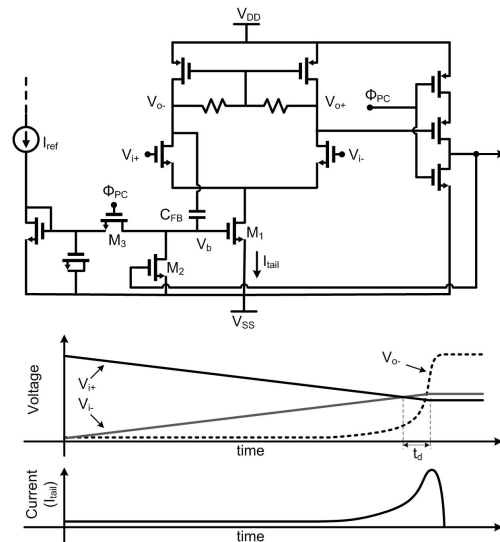 V_DD
V_o-
V_o+
Φ_PC
I_ref
V_i+
V_i-
Φ_PC
C_FB
M_3
V_b
M_1
M_2
I_tail
V_SS
Voltage
V_i+
V_i-
V_o-
t_d
time
Current
(I_tail)
time